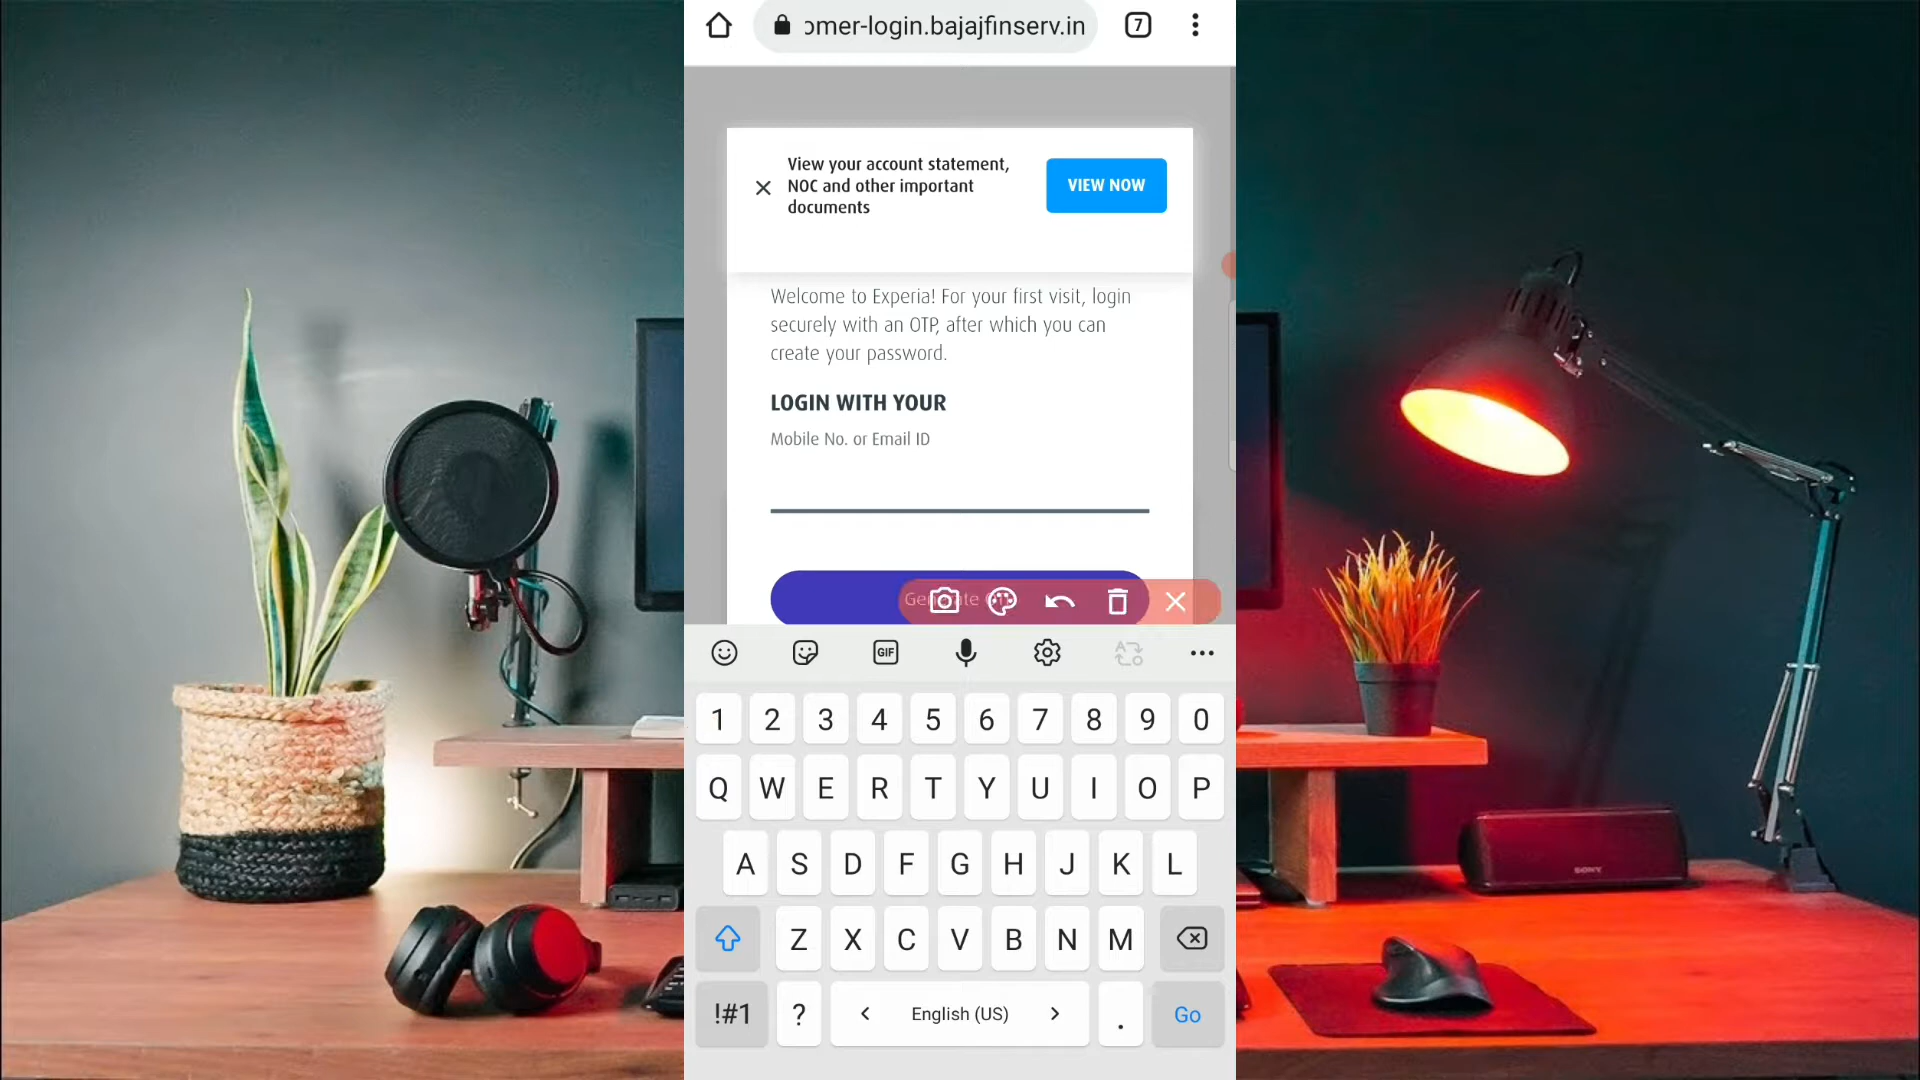 omer-login.bajajfinserv.in
7
View your account statement,
NOC and other important
documents
VIEW NOW
Welcome to Experia! For your first visit, login
securely with an OTP, after which you can
create your password.
LOGIN WITH YOUR
Mobile No. or Email ID
Generate
GIF
1 2 3 4 5 6 7 8 9 0
Q W E R T Y U I O P
A S D F G H J K L
SONY
Z X C V B N M
!#1 ? < English (US) > . Go